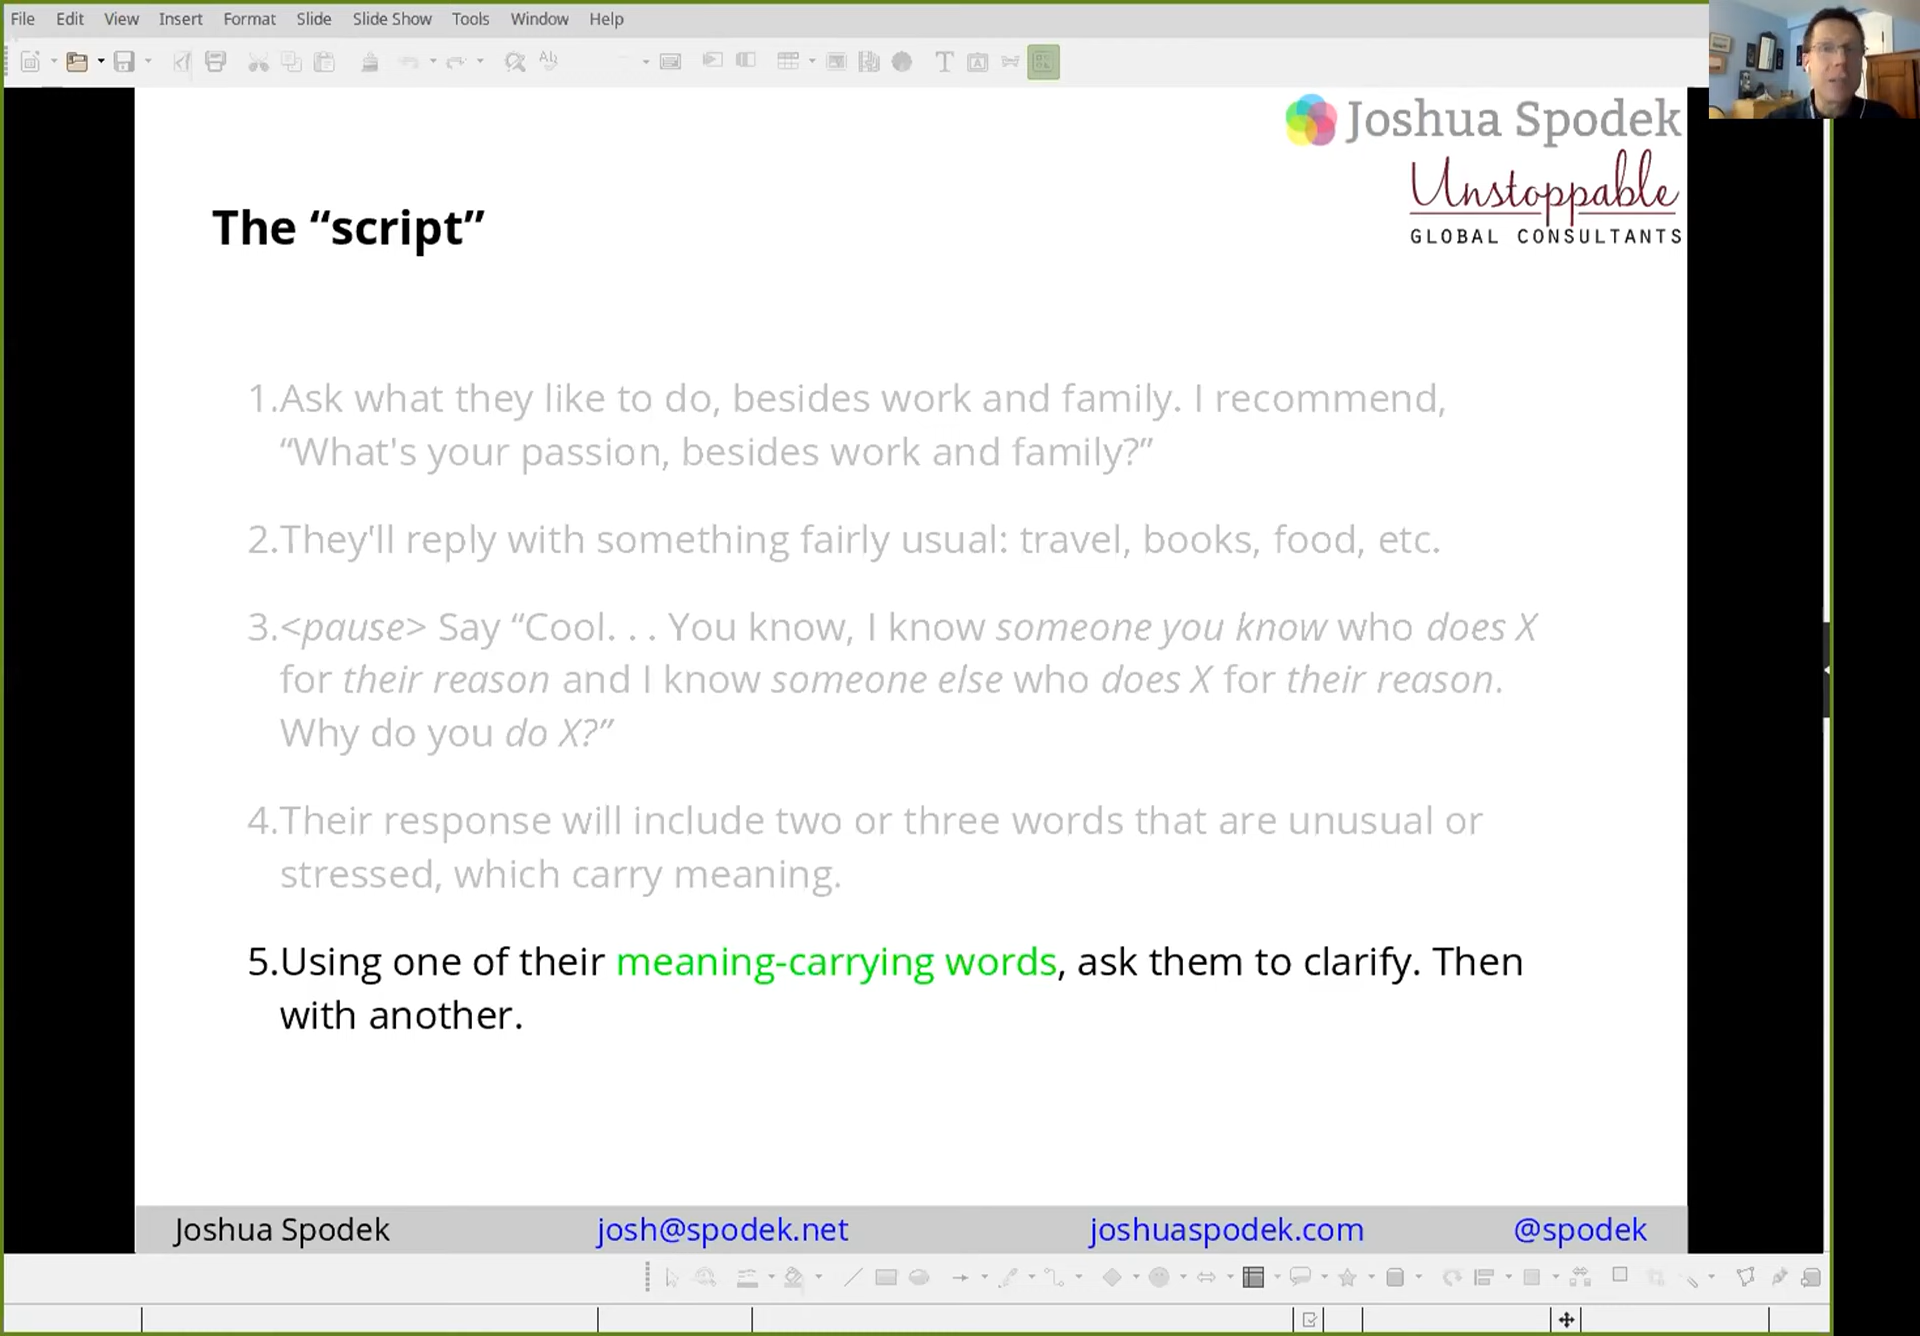 File Edit View Insert Format Slide Slide Show Tools Window Help
Joshua Spodek
Unstoppable
GLOBAL CONSULTANTS
The “script”
1.Ask what they like to do, besides work and family. I recommend,
“What's your passion, besides work and family?”
2.They'll reply with something fairly usual: travel, books, food, etc.
3.<pause> Say “Cool. . . You know, I know someone you know who does X
for their reason and I know someone else who does X for their reason.
Why do you do X?”
4.Their response will include two or three words that are unusual or
stressed, which carry meaning.
5.Using one of their meaning-carrying words, ask them to clarify. Then
with another.
Joshua Spodek josh@spodek.net joshuaspodek.com @spodek